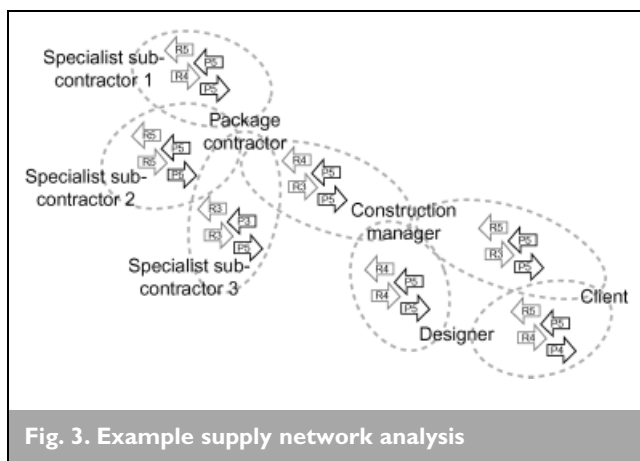 Specialist sub-
contractor 1
R5
P5
R4
P5
Package
contractor
R5
P5
R5
P5
Specialist sub-
contractor 2
R4
P5
R3
P5
Construction
manager
R3
P3
R3
P5
Specialist sub-
contractor 3
R5
P5
R3
P5
R4
P5
R4
P5
Designer
Client
R5
P5
R4
P4
Fig. 3. Example supply network analysis